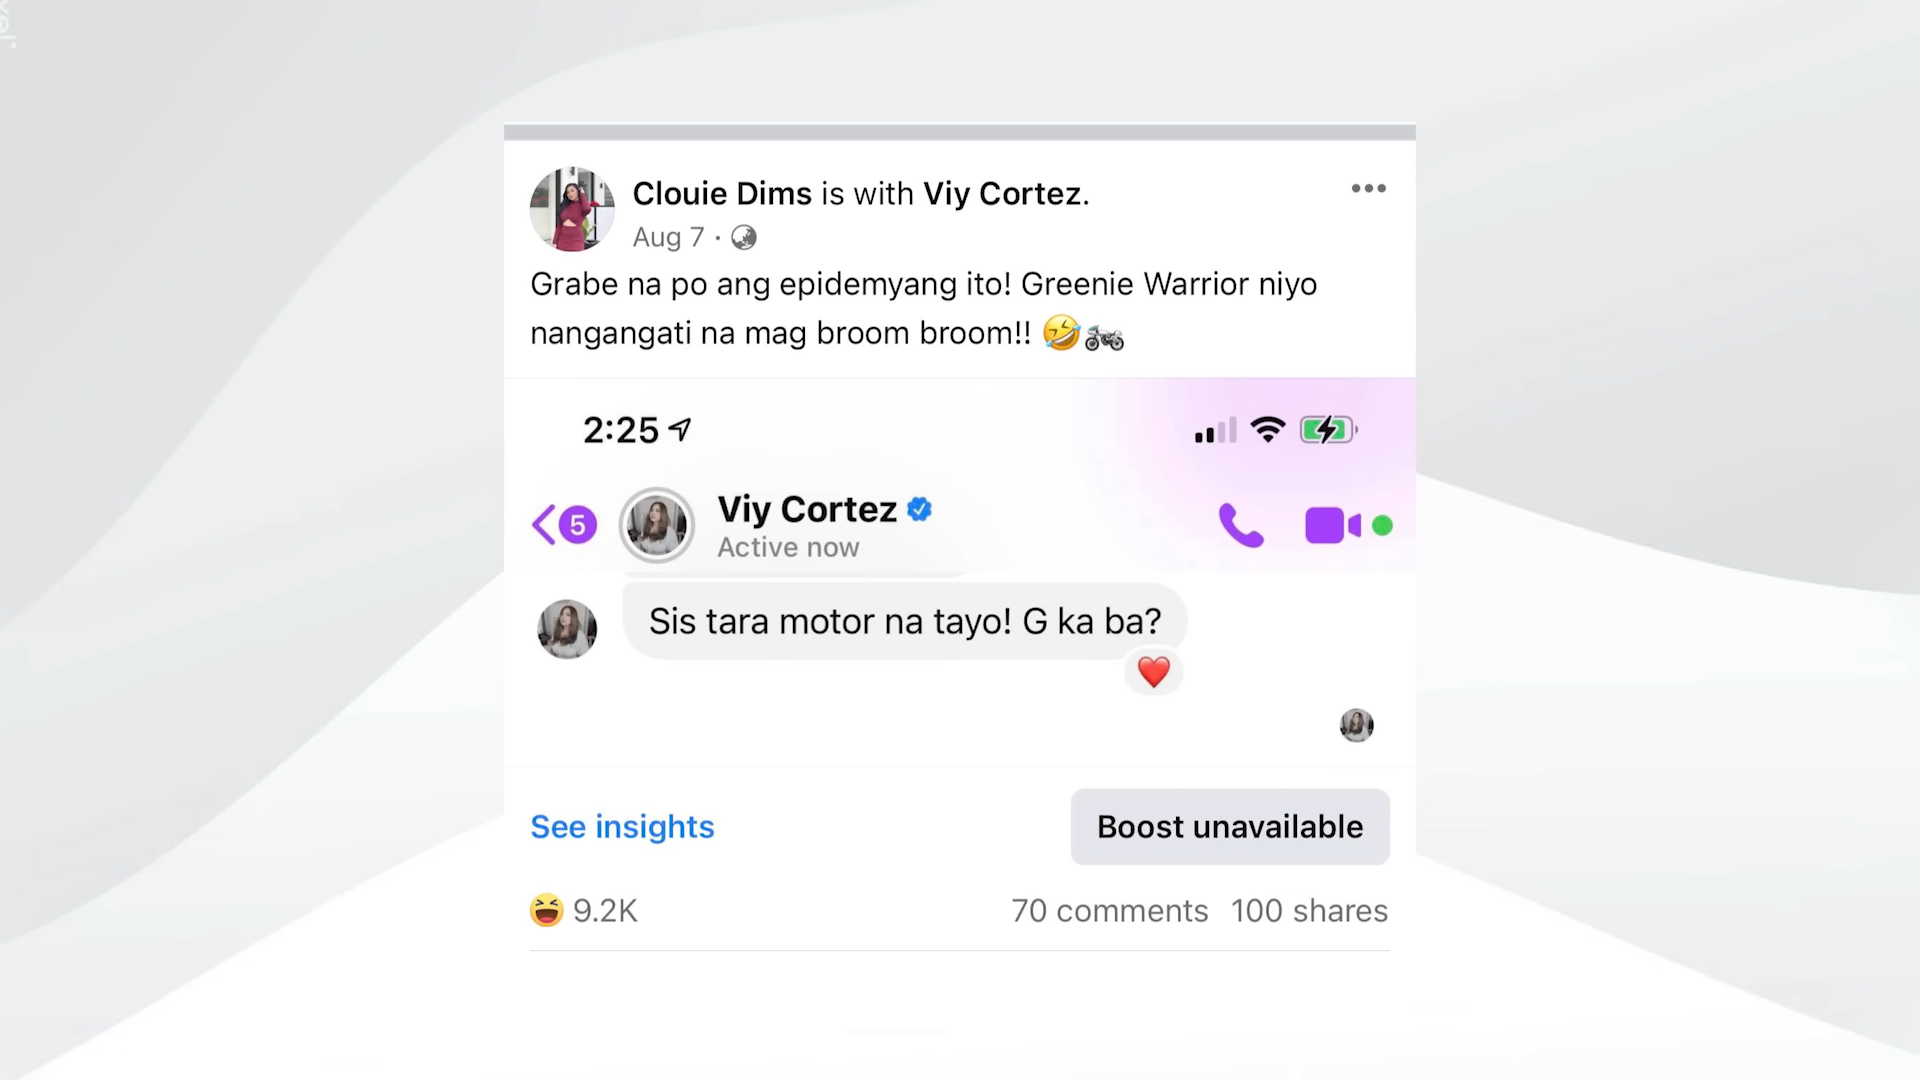 Clouie Dims is with Viy Cortez.
Aug 7 ·
Grabe na po ang epidemyang ito! Greenie Warrior niyo
nangangati na mag broom broom!! 🤣🏍
2:25
5
Viy Cortez
Active now
Sis tara motor na tayo! G ka ba?
❤️
See insights
Boost unavailable
😆 9.2K
70 comments 100 shares